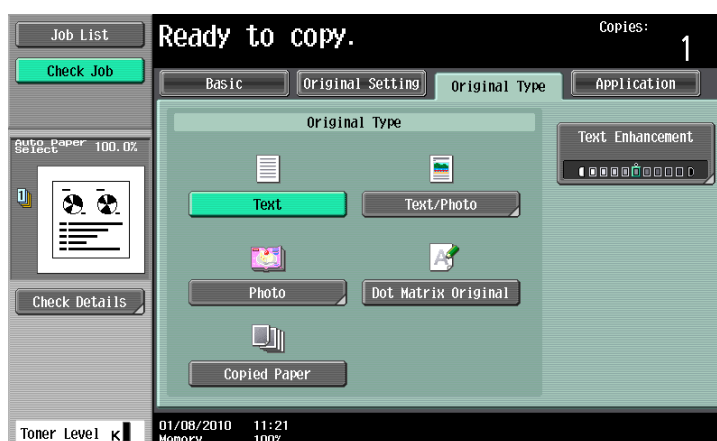 Job List
Check Job
Ready to copy.
Copies:
1
Basic
Original Setting
Original Type
Application
Auto Paper
Select
100.0%
1
Check Details
Original Type
Text
Text/Photo
Photo
Dot Matrix Original
Copied Paper
Text Enhancement
Toner Level K
01/08/2010 11:21
Memory 100%